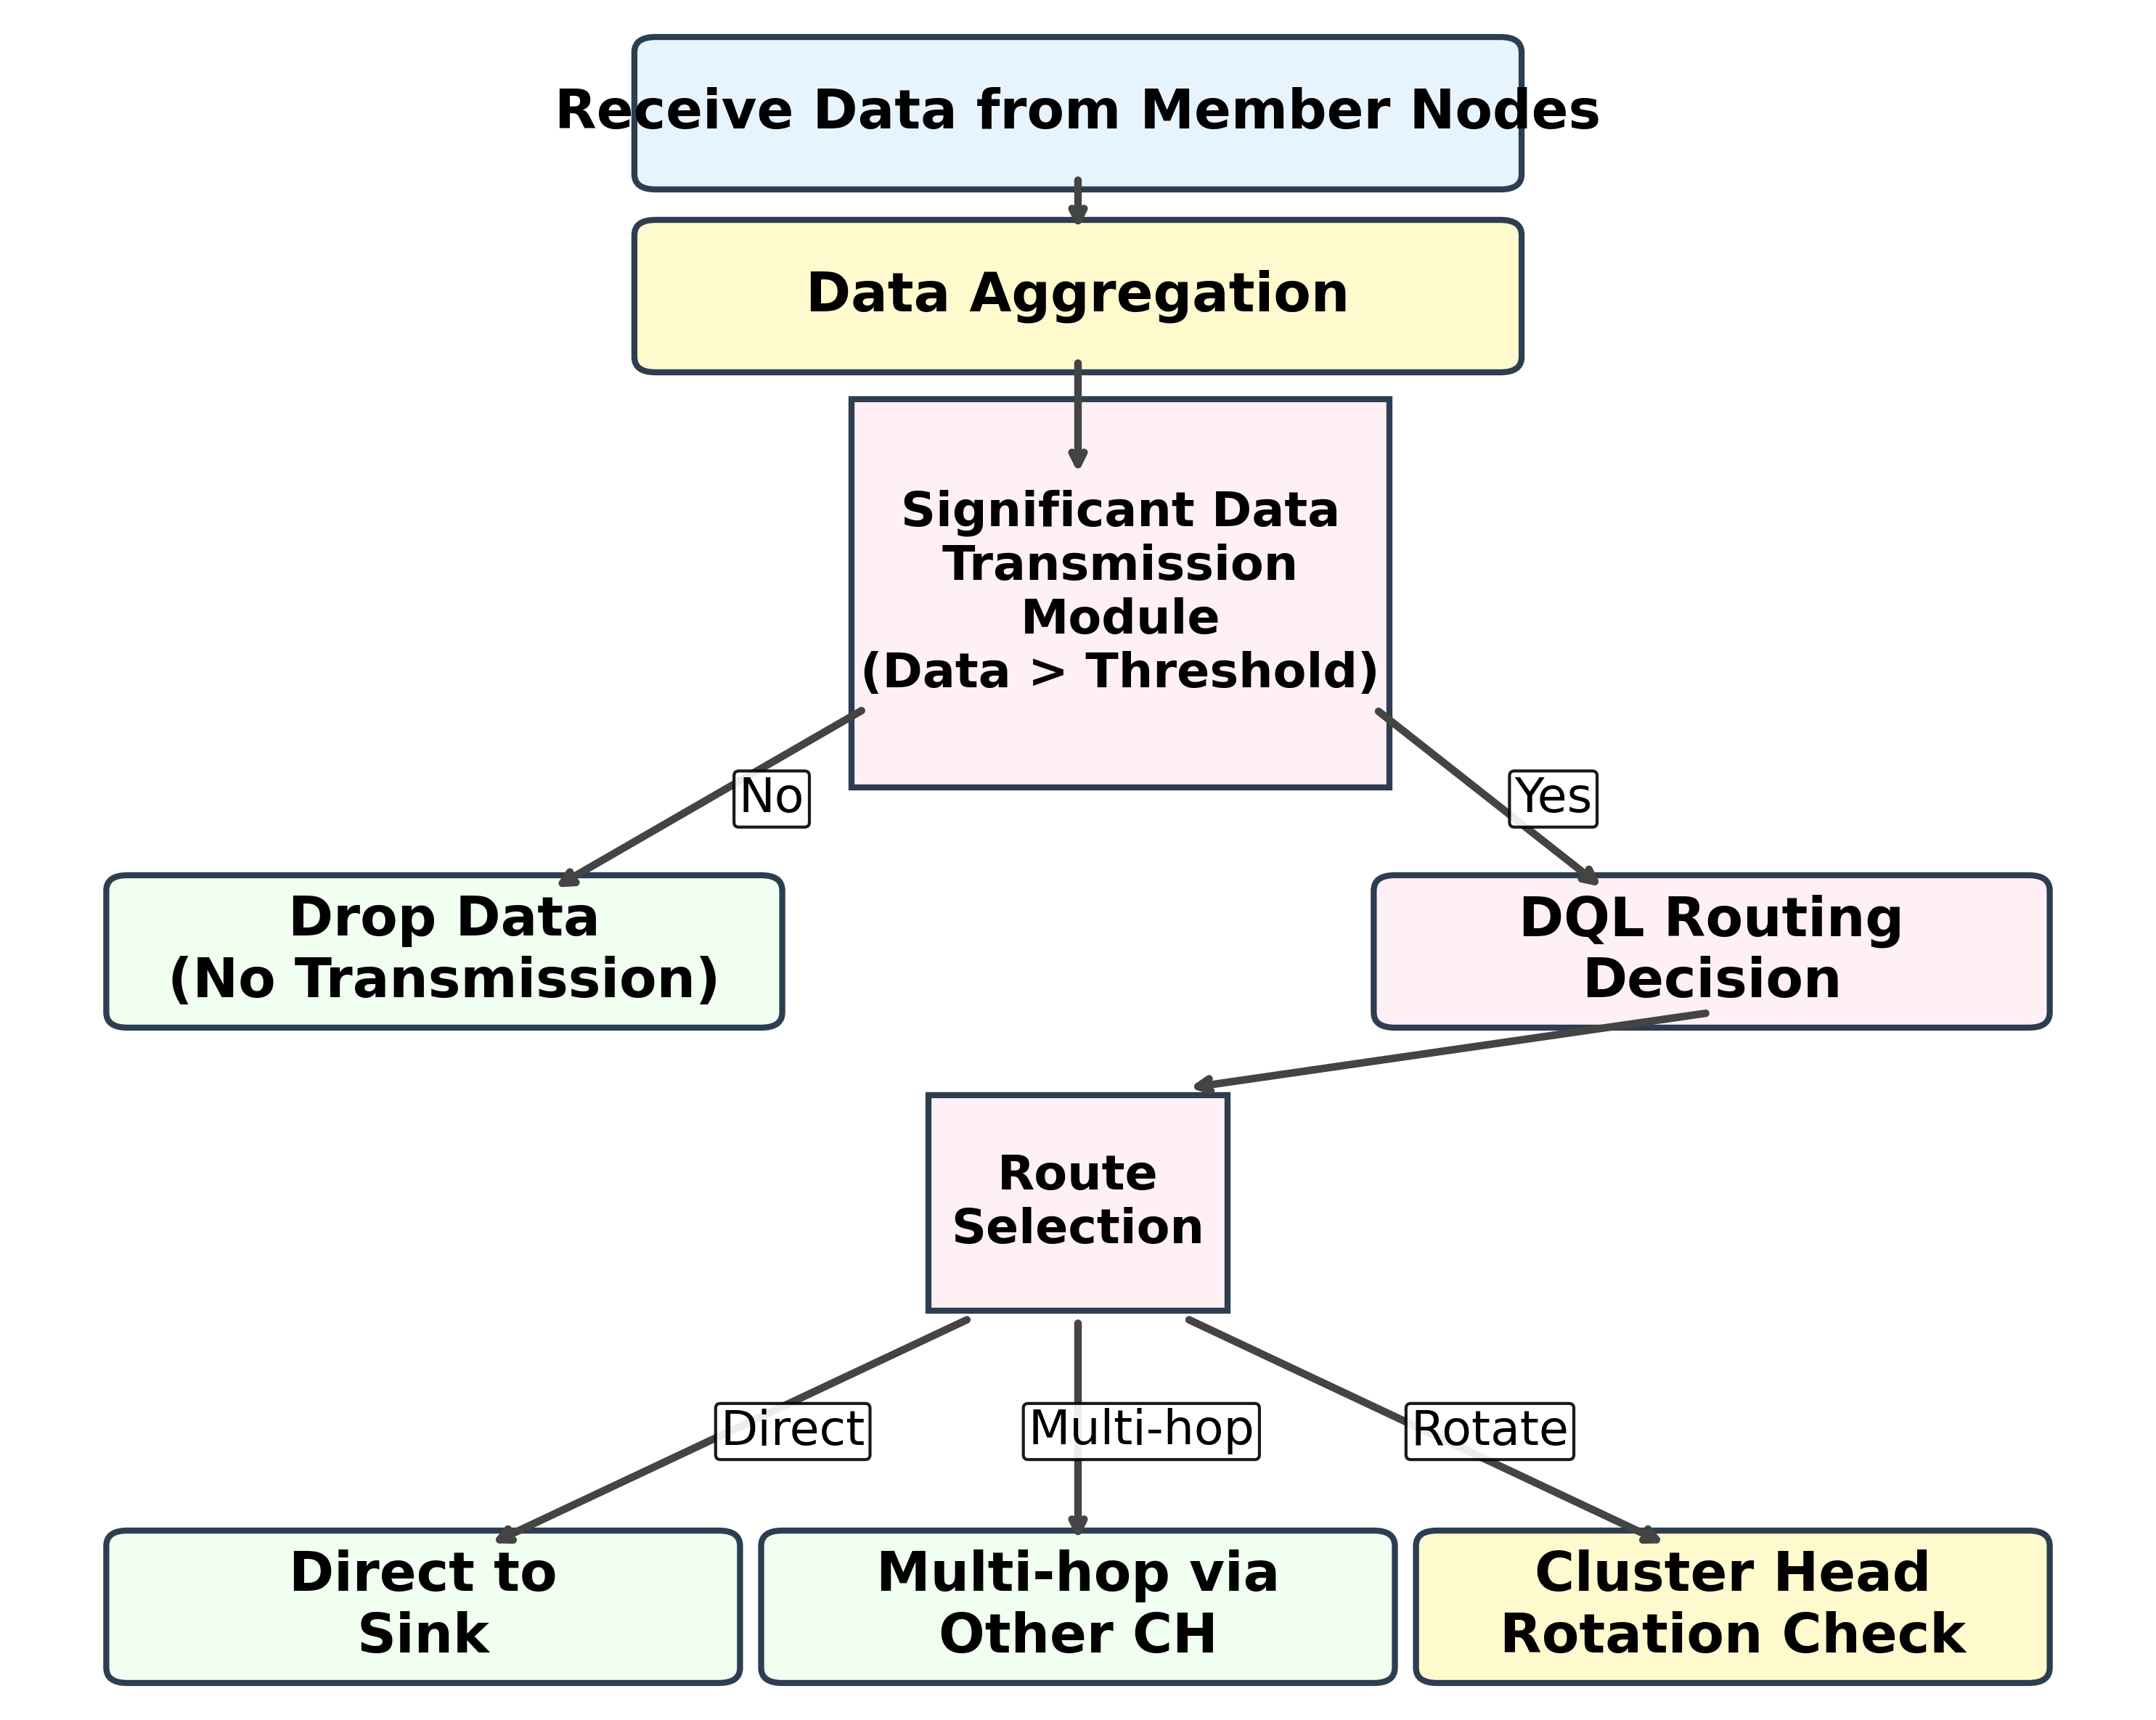 Receive Data from Member Nodes
Data Aggregation
Significant Data
Transmission
Module
(Data > Threshold)
No
Yes
Drop Data
(No Transmission)
DQL Routing
Decision
Route
Selection
Direct
Multi-hop
Rotate
Direct to
Sink
Multi-hop via
Other CH
Cluster Head
Rotation Check